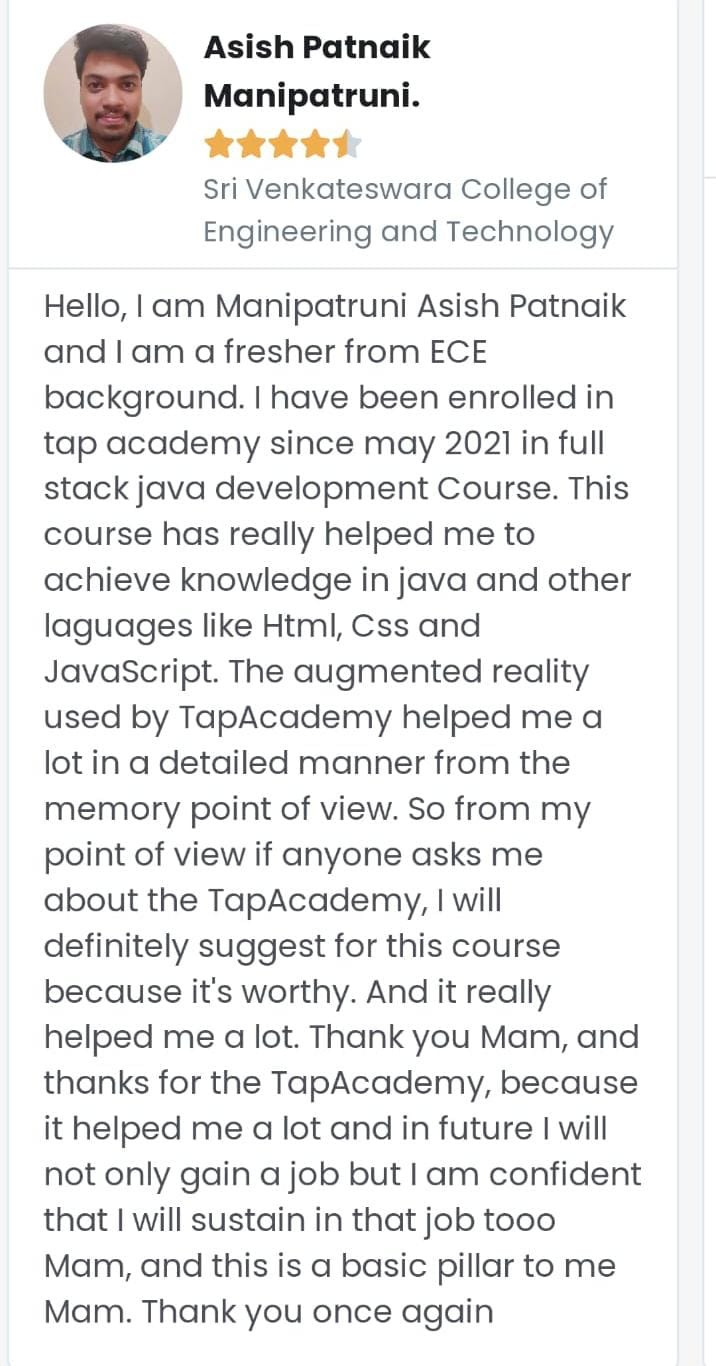 Asish Patnaik
Manipatruni.
Sri Venkateswara College of
Engineering and Technology
Hello, I am Manipatruni Asish Patnaik
and I am a fresher from ECE
background. I have been enrolled in
tap academy since may 2021 in full
stack java development Course. This
course has really helped me to
achieve knowledge in java and other
laguages like Html, Css and
JavaScript. The augmented reality
used by TapAcademy helped me a
lot in a detailed manner from the
memory point of view. So from my
point of view if anyone asks me
about the TapAcademy, I will
definitely suggest for this course
because it's worthy. And it really
helped me a lot. Thank you Mam, and
thanks for the TapAcademy, because
it helped me a lot and in future I will
not only gain a job but I am confident
that I will sustain in that job tooo
Mam, and this is a basic pillar to me
Mam. Thank you once again